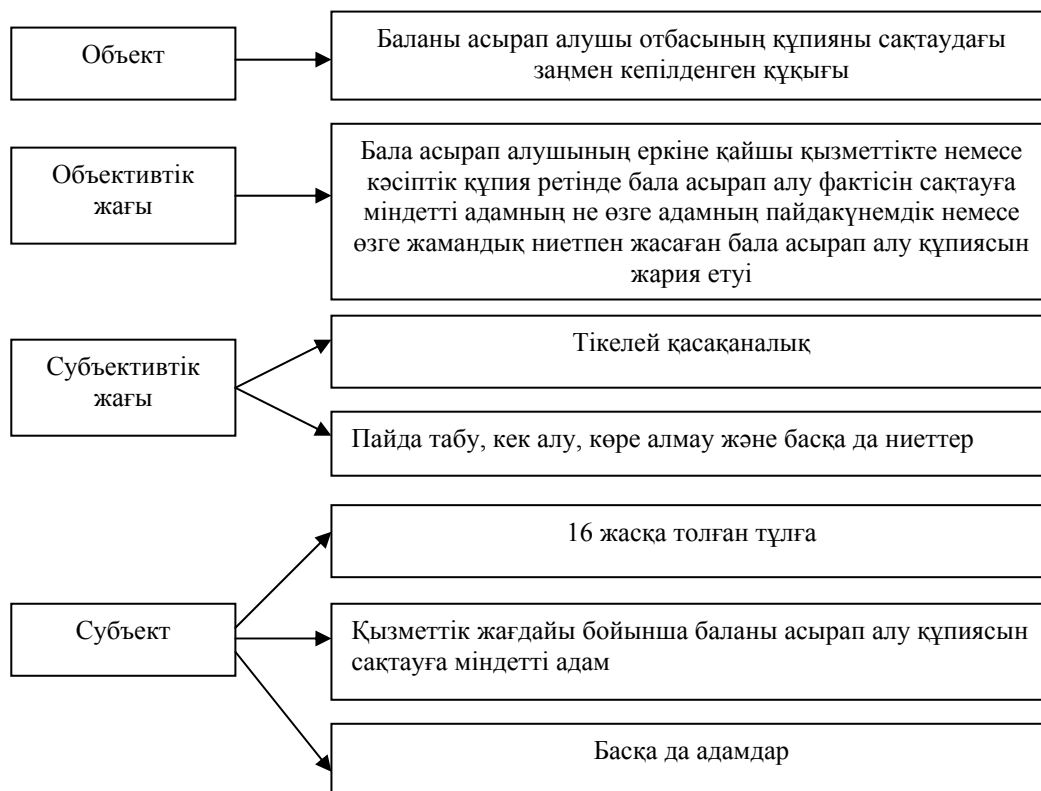 Объект
Баланы асырап алушы отбасының құпияны сақтаудағы
заңмен кепілденген құқығы
Объективтік
жағы
Бала асырап алушының еркіне қайшы қызметтікте немесе
кәсіптік құпия ретінде бала асырап алу фактісін сақтауға
міндетті адамның не өзге адамның пайдакүнемдік немесе
өзге жамандық ниетпен жасаған бала асырап алу құпиясын
жария етуі
Субъективтік
жағы
Тікелей қасақаналық
Пайда табу, кек алу, көре алмау және басқа да ниеттер
Субъект
16 жасқа толған тұлға
Қызметтік жағдайы бойынша баланы асырап алу құпиясын
сақтауға міндетті адам
Басқа да адамдар